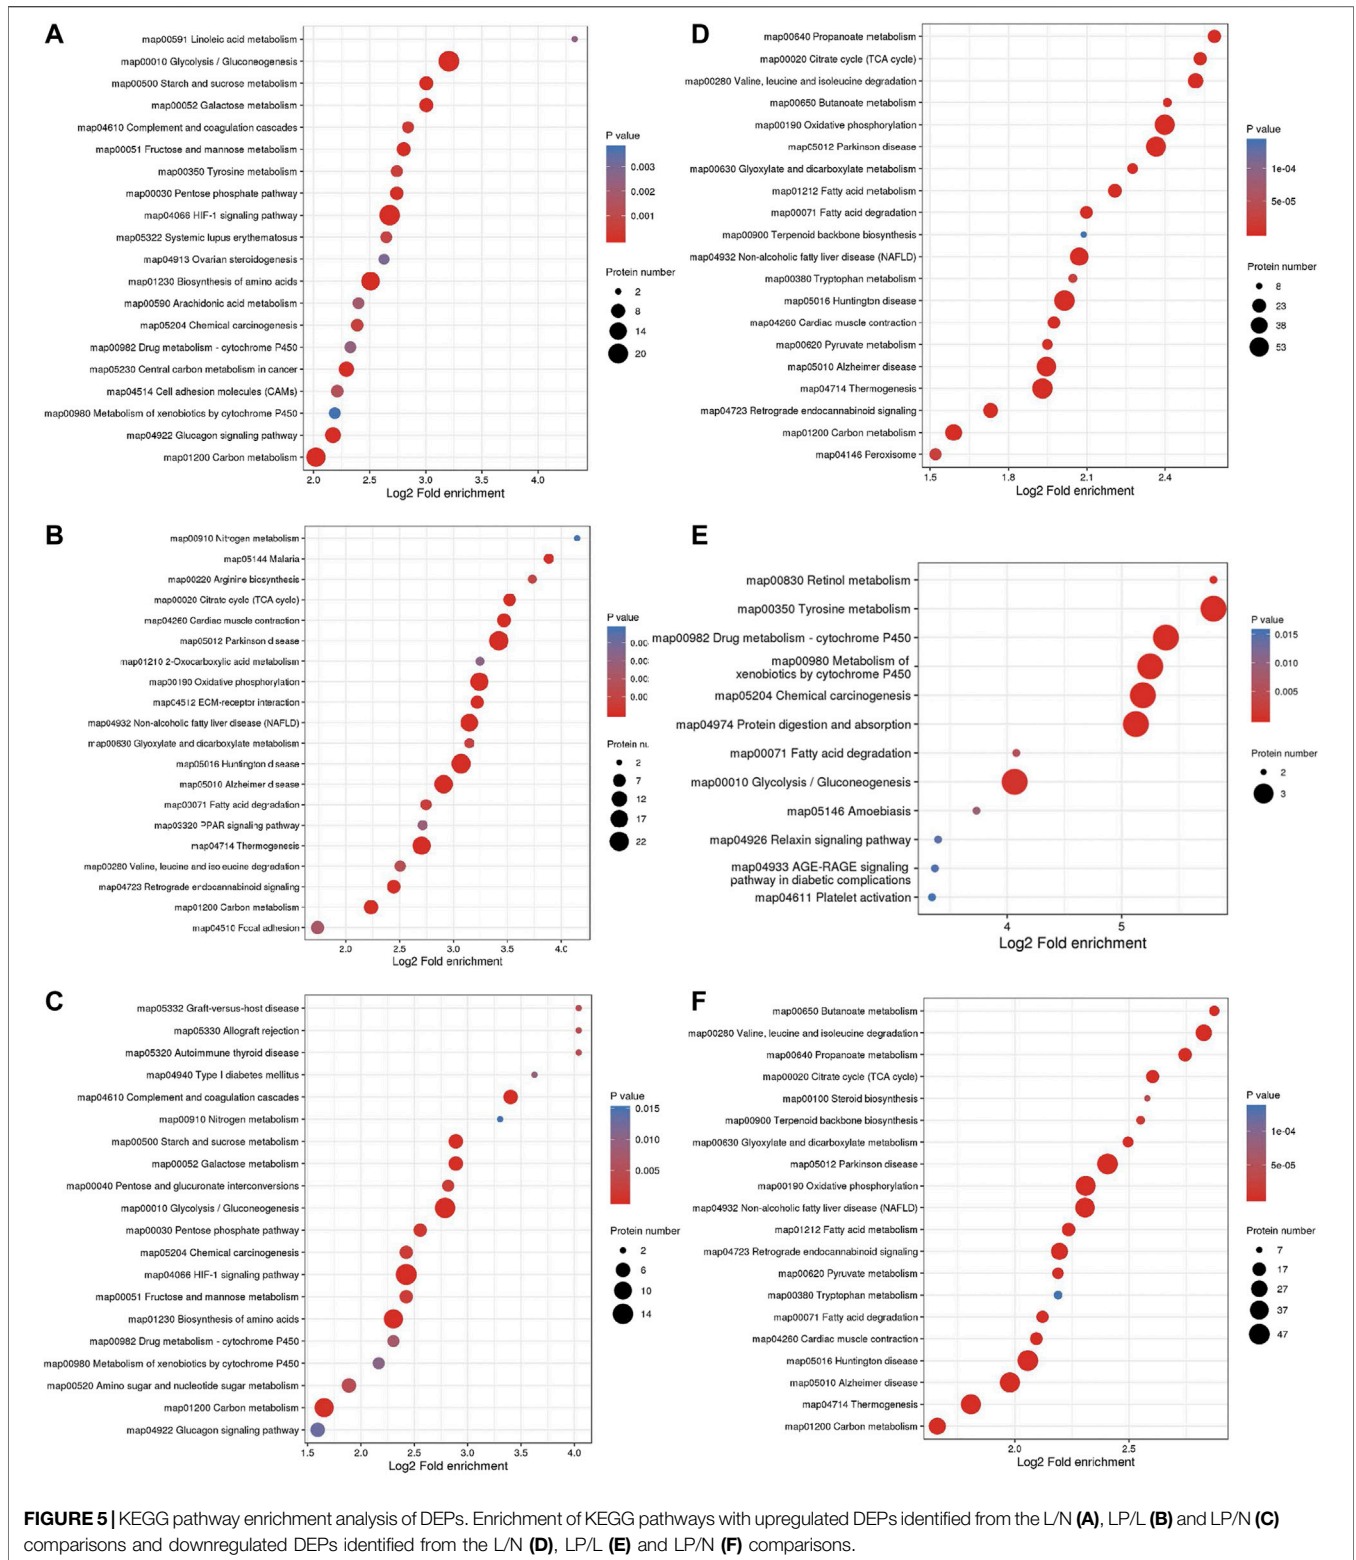 A
map00591 Linoleic acid metabolism
map00010 Glycolysis / Gluconeogenesis
map00500 Starch and sucrose metabolism
map00052 Galactose metabolism
map04610 Complement and coagulation cascades
map00051 Fructose and mannose metabolism
map00350 Tyrosine metabolism
map00030 Pentose phosphate pathway
map04066 HIF-1 signaling pathway
map05322 Systemic lupus erythematosus
map04913 Ovarian steroidogenesis
map01230 Biosynthesis of amino acids
map00590 Arachidonic acid metabolism
map05204 Chemical carcinogenesis
map00982 Drug metabolism - cytochrome P450
map05230 Central carbon metabolism in cancer
map04514 Cell adhesion molecules (CAMs)
map00980 Metabolism of xenobiotics by cytochrome P450
map04922 Glucagon signaling pathway
map01200 Carbon metabolism
2.0 2.5 3.0 3.5 4.0
Log2 Fold enrichment
P value
0.003
0.002
0.001
Protein number
2
8
14
20
B
map00910 Nitrogen metabolism
map05144 Malaria
map00220 Arginine biosynthesis
map00020 Citrate cycle (TCA cycle)
map04260 Cardiac muscle contraction
map05012 Parkinson disease
map01210 2-Oxocarboxylic acid metabolism
map00190 Oxidative phosphorylation
map04512 ECM-receptor interaction
map04932 Non-alcoholic fatty liver disease (NAFLD)
map00630 Glyoxylate and dicarboxylate metabolism
map05016 Huntington disease
map05010 Alzheimer disease
map00071 Fatty acid degradation
map03320 PPAR signaling pathway
map04714 Thermogenesis
map00280 Valine, leucine and isoleucine degradation
map04723 Retrograde endocannabinoid signaling
map01200 Carbon metabolism
map04510 Focal adhesion
2.0 2.5 3.0 3.5 4.0
Log2 Fold enrichment
P value
Protein
2
7
12
17
22
C
map05332 Graft-versus-host disease
map05330 Allograft rejection
map05320 Autoimmune thyroid disease
map04940 Type I diabetes mellitus
map04610 Complement and coagulation cascades
map00910 Nitrogen metabolism
map00500 Starch and sucrose metabolism
map00052 Galactose metabolism
map00040 Pentose and glucuronate interconversions
map00010 Glycolysis / Gluconeogenesis
map00030 Pentose phosphate pathway
map05204 Chemical carcinogenesis
map04066 HIF-1 signaling pathway
map00051 Fructose and mannose metabolism
map01230 Biosynthesis of amino acids
map00982 Drug metabolism - cytochrome P450
map00980 Metabolism of xenobiotics by cytochrome P450
map00520 Amino sugar and nucleotide sugar metabolism
map01200 Carbon metabolism
map04922 Glucagon signaling pathway
1.5 2.0 2.5 3.0 3.5 4.0
Log2 Fold enrichment
P value
0.015
0.010
0.005
Protein number
2
6
10
14
D
map00640 Propanoate metabolism
map00020 Citrate cycle (TCA cycle)
map00280 Valine, leucine and isoleucine degradation
map00650 Butanoate metabolism
map00190 Oxidative phosphorylation
map05012 Parkinson disease
map00630 Glyoxylate and dicarboxylate metabolism
map01212 Fatty acid metabolism
map00071 Fatty acid degradation
map00900 Terpenoid backbone biosynthesis
map04932 Non-alcoholic fatty liver disease (NAFLD)
map00380 Tryptophan metabolism
map05016 Huntington disease
map04260 Cardiac muscle contraction
map00620 Pyruvate metabolism
map05010 Alzheimer disease
map04714 Thermogenesis
map04723 Retrograde endocannabinoid signaling
map01200 Carbon metabolism
map04146 Peroxisome
1.5 1.8 2.1 2.4
Log2 Fold enrichment
P value
1e-04
5e-05
Protein number
8
23
38
53
E
map00830 Retinol metabolism
map00350 Tyrosine metabolism
map00982 Drug metabolism - cytochrome P450
map00980 Metabolism of
xenobiotics by cytochrome P450
map05204 Chemical carcinogenesis
map04974 Protein digestion and absorption
map00071 Fatty acid degradation
map00010 Glycolysis / Gluconeogenesis
map05146 Amoebiasis
map04926 Relaxin signaling pathway
map04933 AGE-RAGE signaling
pathway in diabetic complications
map04611 Platelet activation
4 5
Log2 Fold enrichment
P value
0.015
0.010
0.005
Protein number
2
3
F
map00650 Butanoate metabolism
map00280 Valine, leucine and isoleucine degradation
map00640 Propanoate metabolism
map00020 Citrate cycle (TCA cycle)
map00100 Steroid biosynthesis
map00900 Terpenoid backbone biosynthesis
map00630 Glyoxylate and dicarboxylate metabolism
map05012 Parkinson disease
map00190 Oxidative phosphorylation
map04932 Non-alcoholic fatty liver disease (NAFLD)
map01212 Fatty acid metabolism
map04723 Retrograde endocannabinoid signaling
map00620 Pyruvate metabolism
map00380 Tryptophan metabolism
map00071 Fatty acid degradation
map04260 Cardiac muscle contraction
map05016 Huntington disease
map05010 Alzheimer disease
map04714 Thermogenesis
map01200 Carbon metabolism
2.0 2.5
Log2 Fold enrichment
P value
1e-04
5e-05
Protein number
7
17
27
37
47
FIGURE 5 | KEGG pathway enrichment analysis of DEPs. Enrichment of KEGG pathways with upregulated DEPs identified from the L/N (A), LP/L (B) and LP/N (C)
comparisons and downregulated DEPs identified from the L/N (D), LP/L (E) and LP/N (F) comparisons.